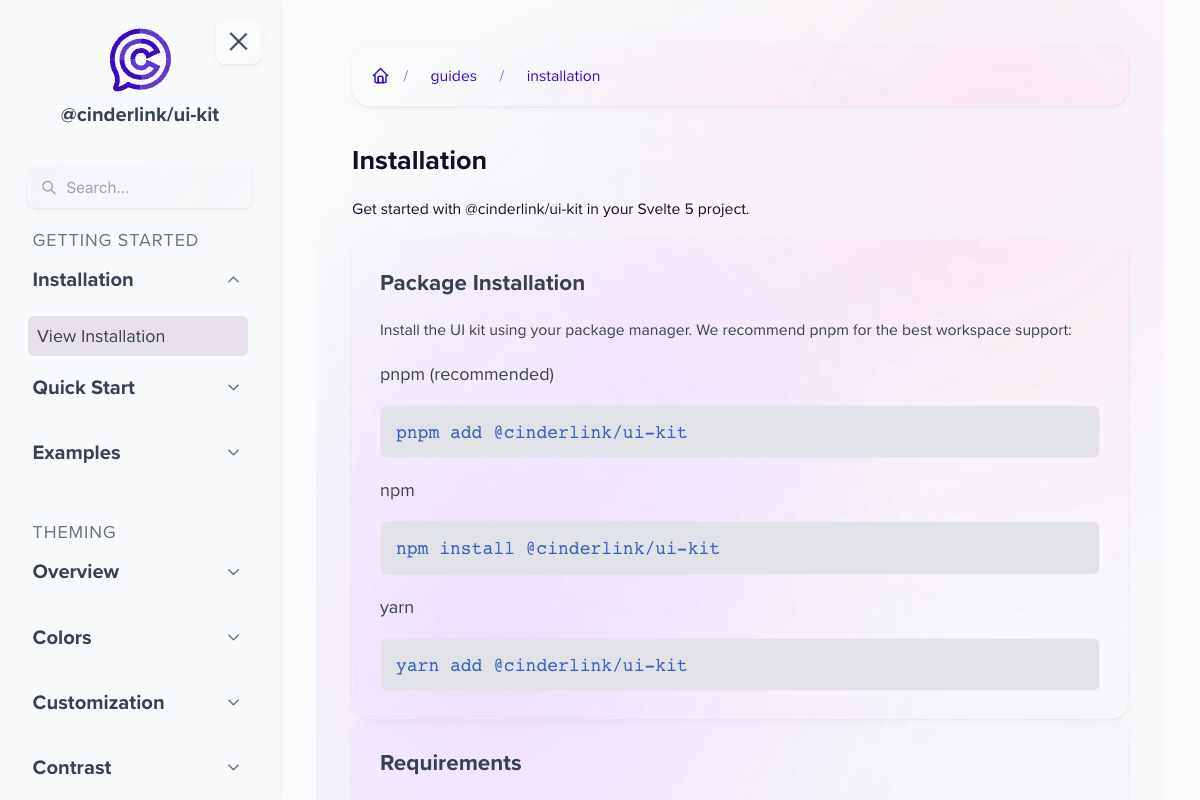 @cinderlink/ui-kit
Search...
GETTING STARTED
Installation
View Installation
Quick Start
Examples
THEMING
Overview
Colors
Customization
Contrast
/ guides / installation
Installation
Get started with @cinderlink/ui-kit in your Svelte 5 project.
Package Installation
Install the UI kit using your package manager. We recommend pnpm for the best workspace support:
pnpm (recommended)
pnpm add @cinderlink/ui-kit
npm
npm install @cinderlink/ui-kit
yarn
yarn add @cinderlink/ui-kit
Requirements